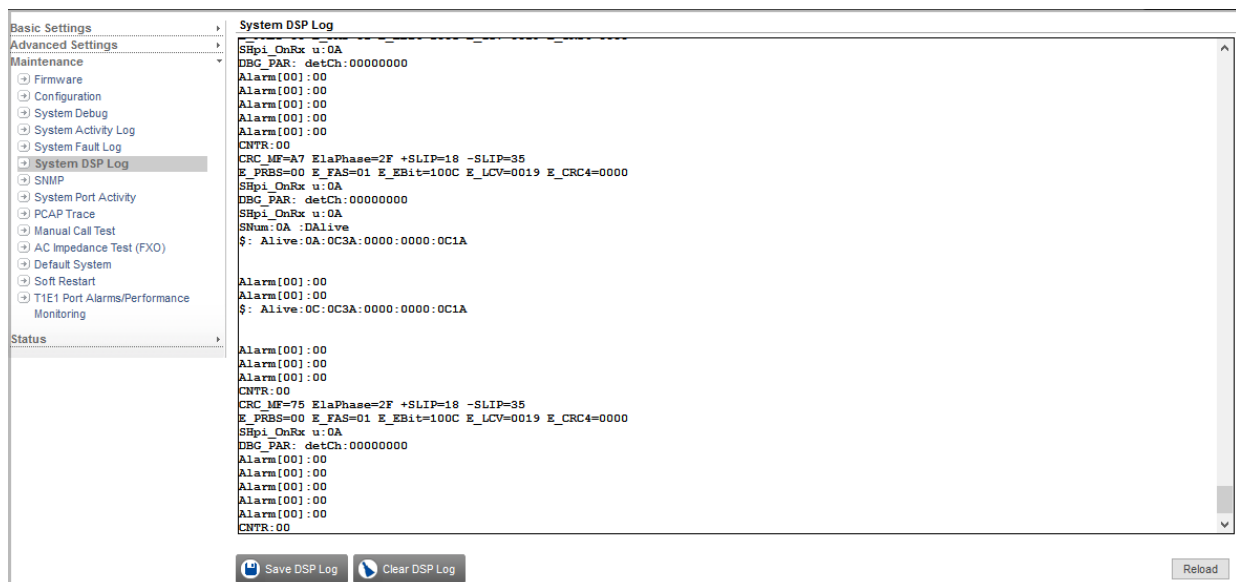 Basic Settings
Advanced Settings
Maintenance
Firmware
Configuration
System Debug
System Activity Log
System Fault Log
System DSP Log
SNMP
System Port Activity
PCAP Trace
Manual Call Test
AC Impedance Test (FXO)
Default System
Soft Restart
T1E1 Port Alarms/Performance
Monitoring
Status
System DSP Log
SHpi_OnRx u:0A
DBG_PAR: detCh:00000000
Alarm[00]:00
Alarm[00]:00
Alarm[00]:00
Alarm[00]:00
Alarm[00]:00
CNTR:00
CRC_MF=A7 ElaPhase=2F +SLIP=18 -SLIP=35
E_PRBS=00 E_FAS=01 E_EBit=100C E_LCV=0019 E_CRC4=0000
SHpi_OnRx u:0A
DBG_PAR: detCh:00000000
SHpi_OnRx u:0A
SNum:0A :DAlive
$: Alive:0A:0C3A:0000:0000:0C1A
Alarm[00]:00
Alarm[00]:00
$: Alive:0C:0C3A:0000:0000:0C1A
Alarm[00]:00
Alarm[00]:00
Alarm[00]:00
CNTR:00
CRC_MF=75 ElaPhase=2F +SLIP=18 -SLIP=35
E_PRBS=00 E_FAS=01 E_EBit=100C E_LCV=0019 E_CRC4=0000
SHpi_OnRx u:0A
DBG_PAR: detCh:00000000
Alarm[00]:00
Alarm[00]:00
Alarm[00]:00
Alarm[00]:00
Alarm[00]:00
CNTR:00
Save DSP Log
Clear DSP Log
Reload